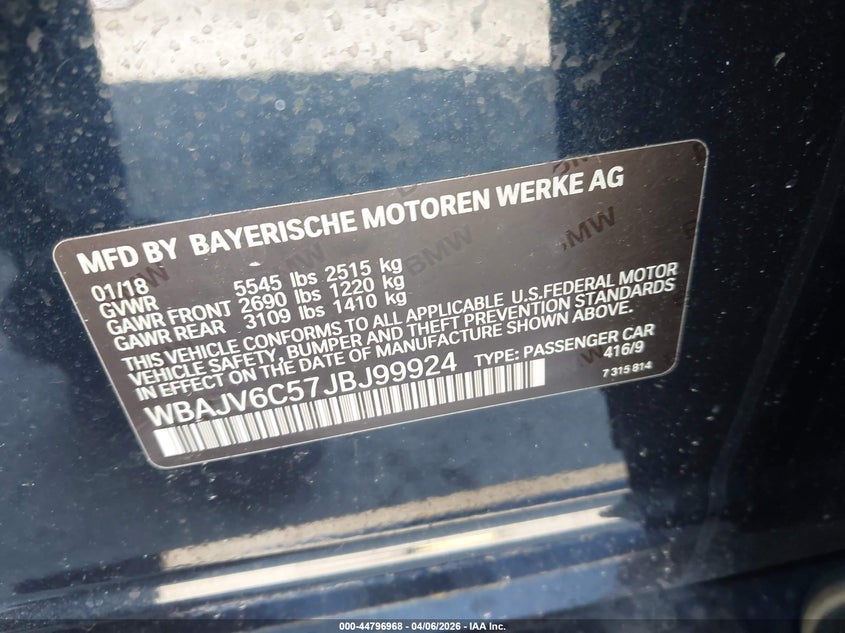 MFD BY BAYERISCHE MOTOREN WERKE AG
01/18
GVWR 5545 lbs 2515 kg
GAWR FRONT 2690 lbs 1220 kg
GAWR REAR 3109 lbs 1410 kg
THIS VEHICLE CONFORMS TO ALL APPLICABLE U.S.FEDERAL MOTOR
VEHICLE SAFETY, BUMPER AND THEFT PREVENTION STANDARDS
IN EFFECT ON THE DATE OF MANUFACTURE SHOWN ABOVE.
WBAJV6C57JBJ99924 TYPE: PASSENGER CAR
416/9
7 315 814
BMW
BMW
BMW
000-44796968 - 04/06/2026 - IAA Inc.